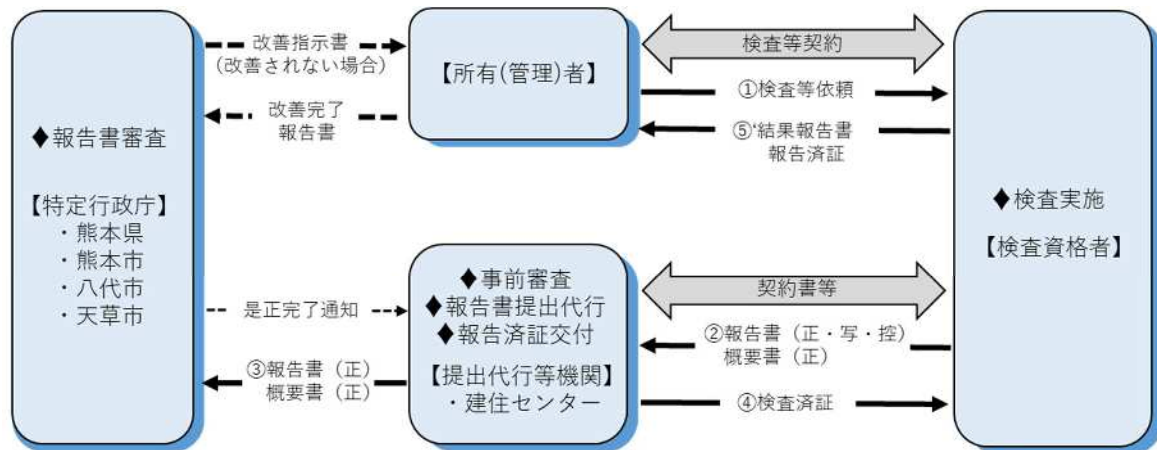 ◆報告書審査
【特定行政庁】
・熊本県
・熊本市
・八代市
・天草市
改善指示書
（改善されない場合）
改善完了
報告書
【所有(管理)者】
検査等契約
①検査等依頼
⑤‘結果報告書
報告済証
◆検査実施
【検査資格者】
是正完了通知
③報告書（正）
概要書（正）
◆事前審査
◆報告書提出代行
◆報告済証交付
【提出代行等機関】
・建住センター
契約書等
②報告書（正・写・控）
概要書（正）
④検査済証